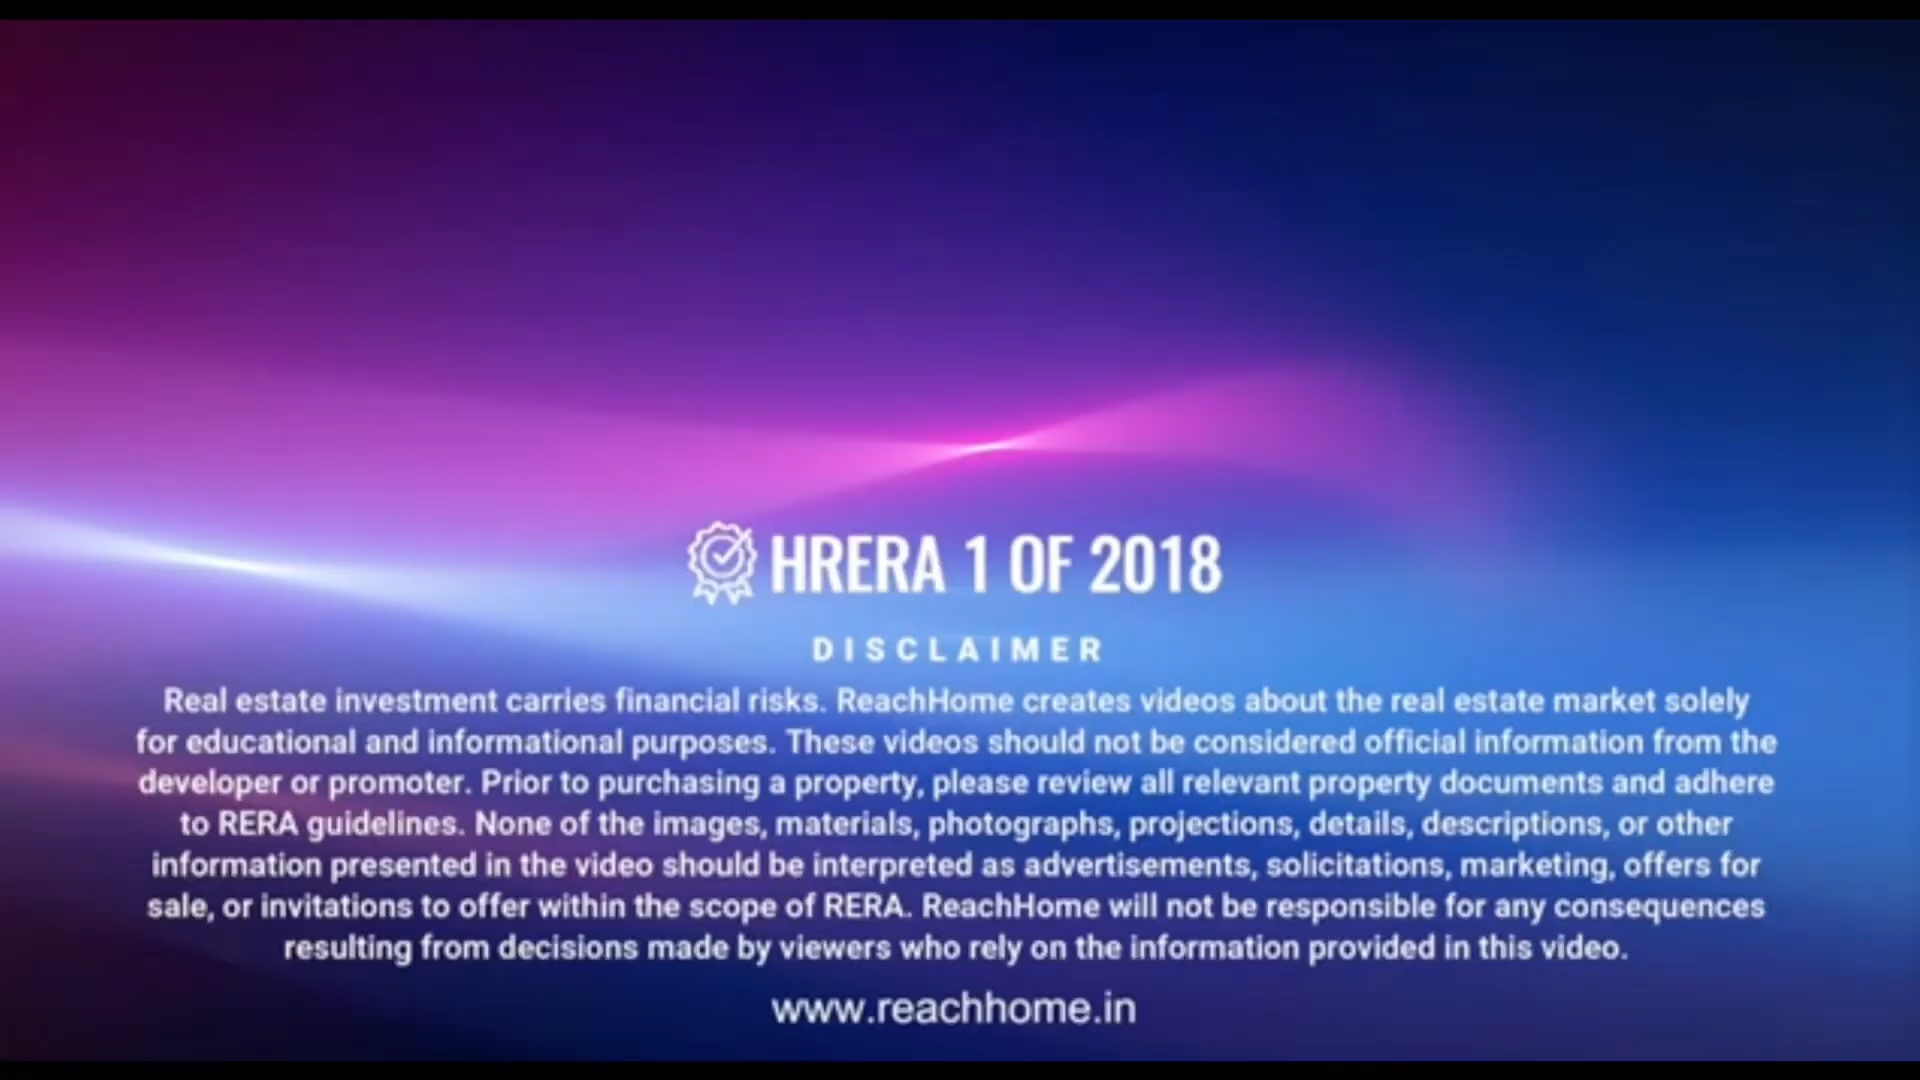 HRERA 1 OF 2018
DISCLAIMER
Real estate investment carries financial risks. ReachHome creates videos about the real estate market solely
for educational and informational purposes. These videos should not be considered official information from the
developer or promoter. Prior to purchasing a property, please review all relevant property documents and adhere
to RERA guidelines. None of the images, materials, photographs, projections, details, descriptions, or other
information presented in the video should be interpreted as advertisements, solicitations, marketing, offers for
sale, or invitations to offer within the scope of RERA. ReachHome will not be responsible for any consequences
resulting from decisions made by viewers who rely on the information provided in this video.
www.reachhome.in